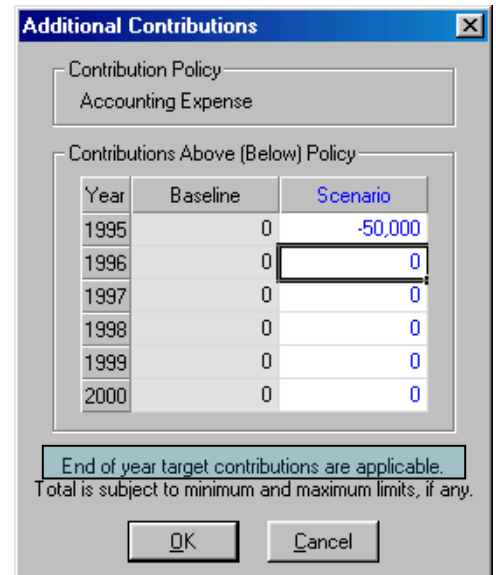 Additional Contributions
Contribution Policy
Accounting Expense
Contributions Above (Below) Policy
Year Baseline Scenario
1995 0 -50,000
1996 0 0
1997 0 0
1998 0 0
1999 0 0
2000 0 0
End of year target contributions are applicable.
Total is subject to minimum and maximum limits, if any.
OK Cancel